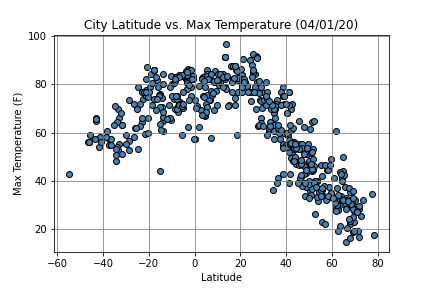 City Latitude vs. Max Temperature (04/01/20)
100
80
60
40
20
Max Temperature (F)
−60 −40 −20 0 20 40 60 80
Latitude